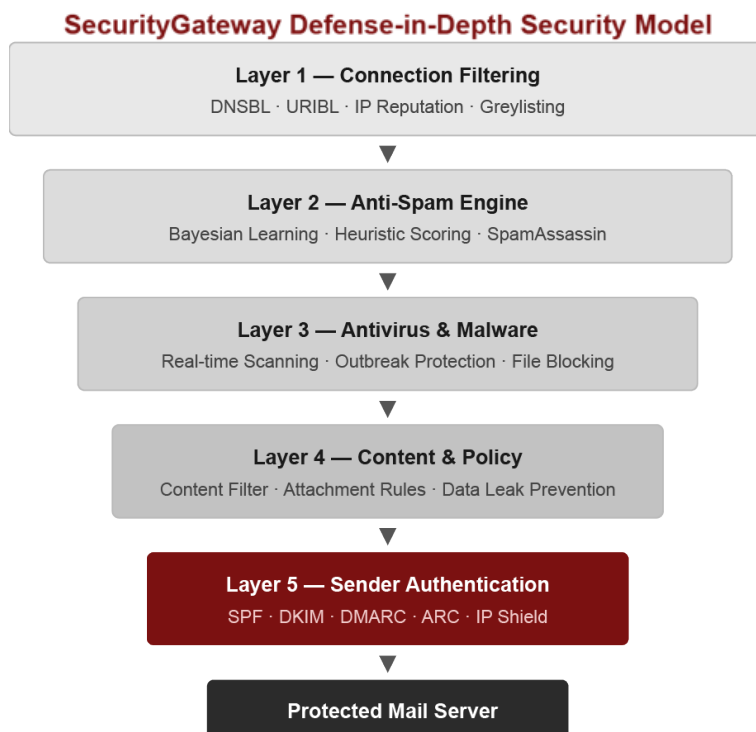 SecurityGateway Defense-in-Depth Security Model
Layer 1 — Connection Filtering
DNSBL · URIBL · IP Reputation · Greylisting
Layer 2 — Anti-Spam Engine
Bayesian Learning · Heuristic Scoring · SpamAssassin
Layer 3 — Antivirus & Malware
Real-time Scanning · Outbreak Protection · File Blocking
Layer 4 — Content & Policy
Content Filter · Attachment Rules · Data Leak Prevention
Layer 5 — Sender Authentication
SPF · DKIM · DMARC · ARC · IP Shield
Protected Mail Server